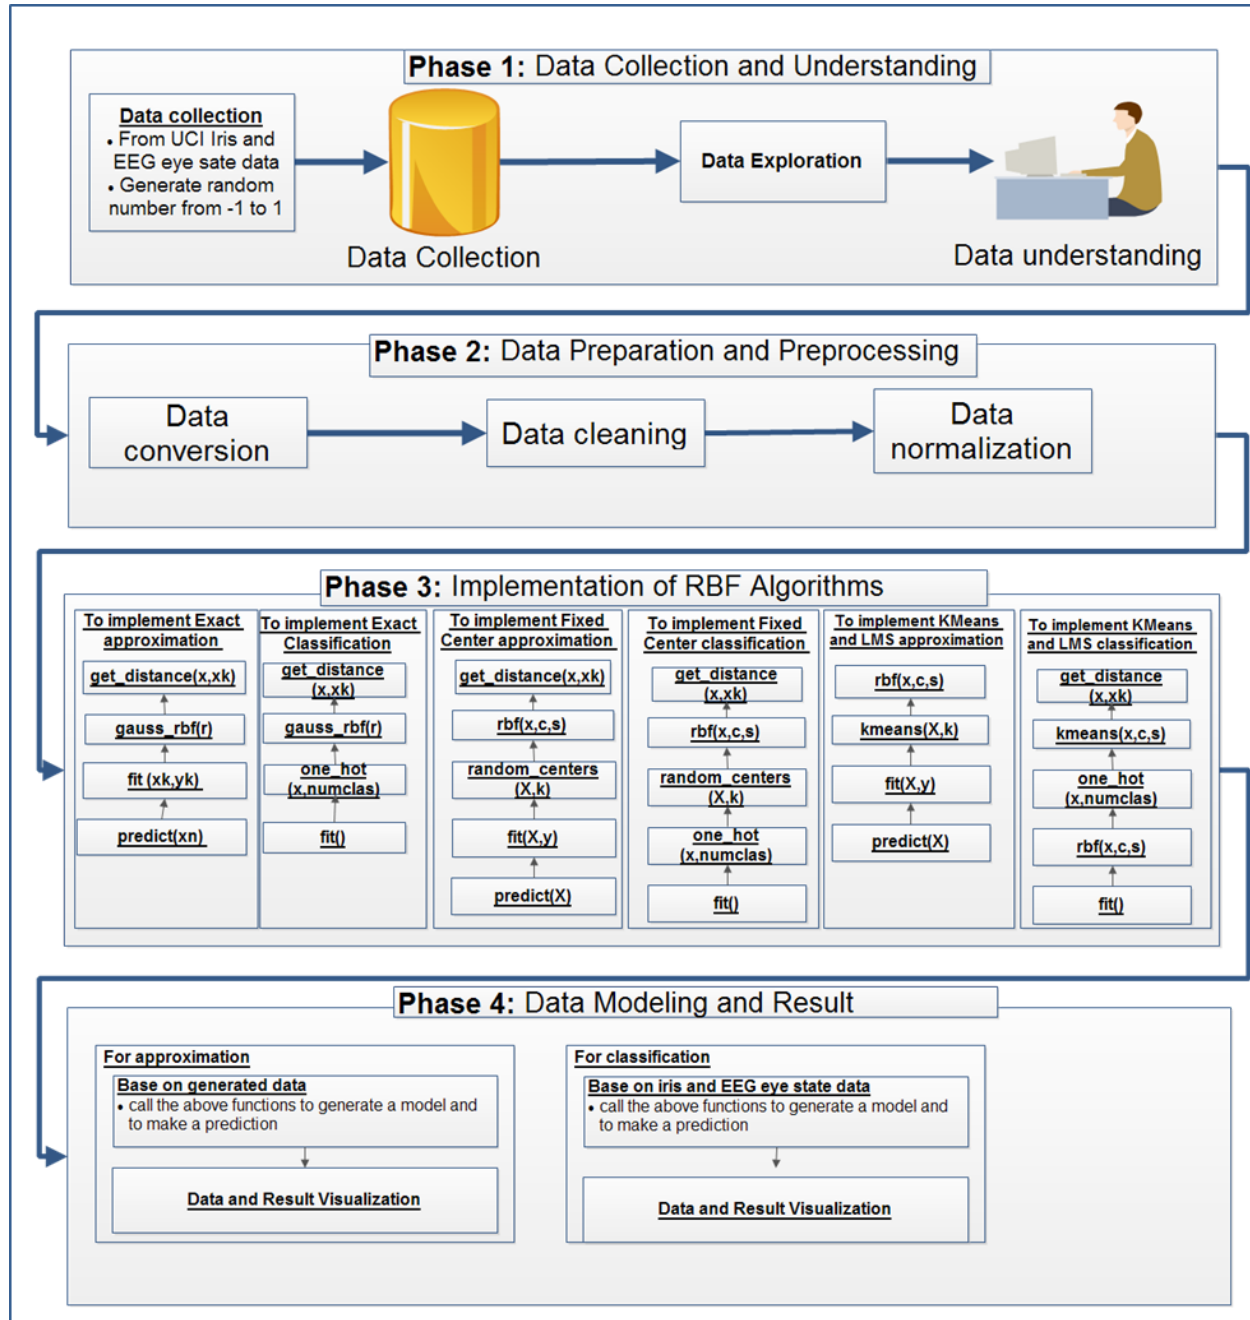 Phase 1: Data Collection and Understanding
Data collection
• From UCI Iris and
EEG eye sate data
• Generate random
number from -1 to 1
Data Collection
Data Exploration
Data understanding
Phase 2: Data Preparation and Preprocessing
Data
conversion
Data cleaning
Data
normalization
Phase 3: Implementation of RBF Algorithms
To implement Exact
approximation
get_distance(x,xk)
gauss_rbf(r)
fit (xk,yk)
predict(xn)
To implement Exact
Classification
get_distance
(x,xk)
gauss_rbf(r)
one_hot
(x,numclas)
fit()
To implement Fixed
Center approximation
get_distance(x,xk)
rbf(x,c,s)
random_centers
(X,k)
fit(X,y)
predict(X)
To implement Fixed
Center classification
get_distance
(x,xk)
rbf(x,c,s)
random_centers
(X,k)
one_hot
(x,numclas)
fit()
To implement KMeans
and LMS approximation
rbf(x,c,s)
kmeans(X,k)
fit(X,y)
predict(X)
To implement KMeans
and LMS classification
get_distance
(x,xk)
kmeans(x,c,s)
one_hot
(x,numclas)
rbf(x,c,s)
fit()
Phase 4: Data Modeling and Result
For approximation
Base on generated data
• call the above functions to generate a model and
to make a prediction
Data and Result Visualization
For classification
Base on iris and EEG eye state data
• call the above functions to generate a model and
to make a prediction
Data and Result Visualization